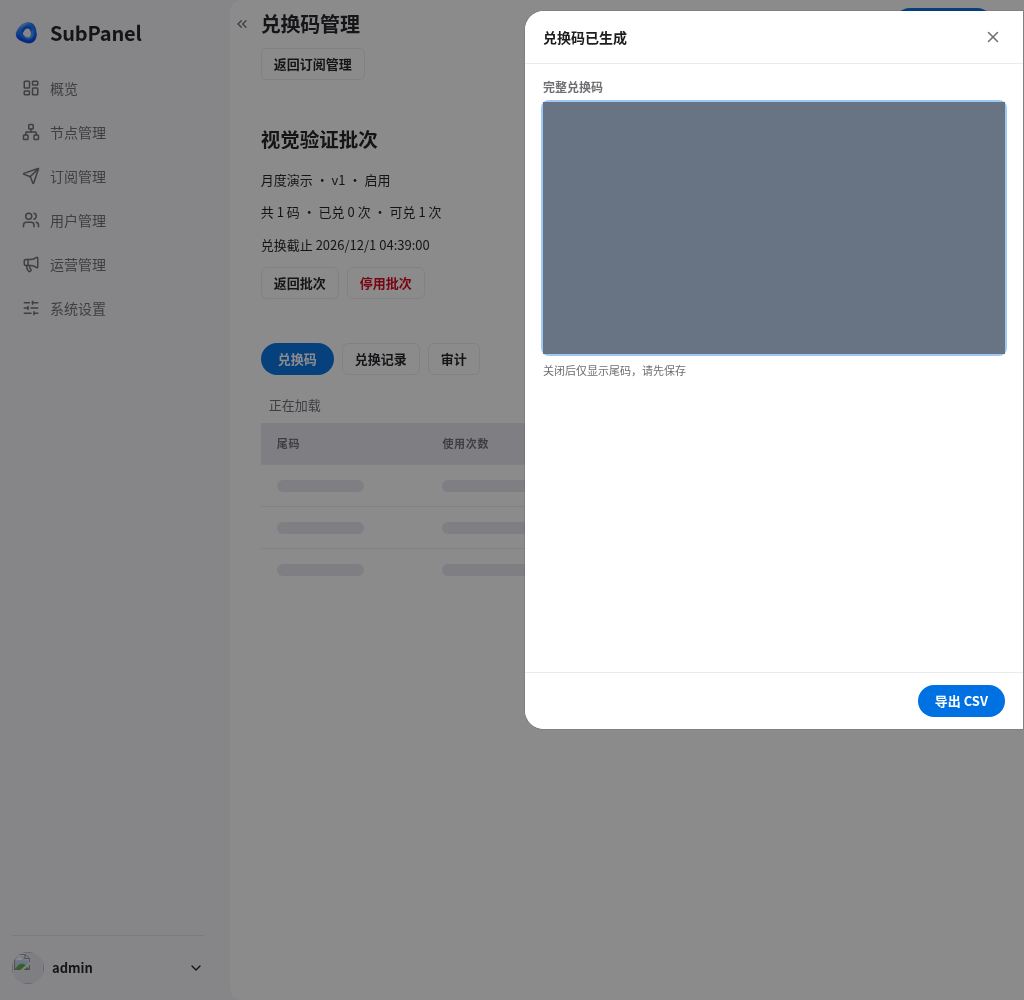 SubPanel
概览
节点管理
订阅管理
用户管理
运营管理
系统设置
admin
兑换码管理
返回订阅管理
视觉验证批次
月度演示 · v1 · 启用
共 1 码 · 已兑 0 次 · 可兑 1 次
兑换截止 2026/12/1 04:39:00
返回批次 停用批次
兑换码 兑换记录 审计
正在加载
尾码 使用次数
兑换码已生成
完整兑换码
关闭后仅显示尾码，请先保存
导出 CSV